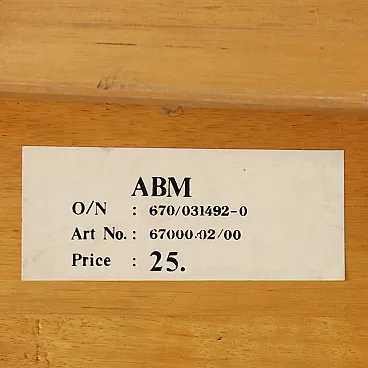 ABM
O/N : 670/031492-0
Art No. : 67000.02/00
Price : 25.